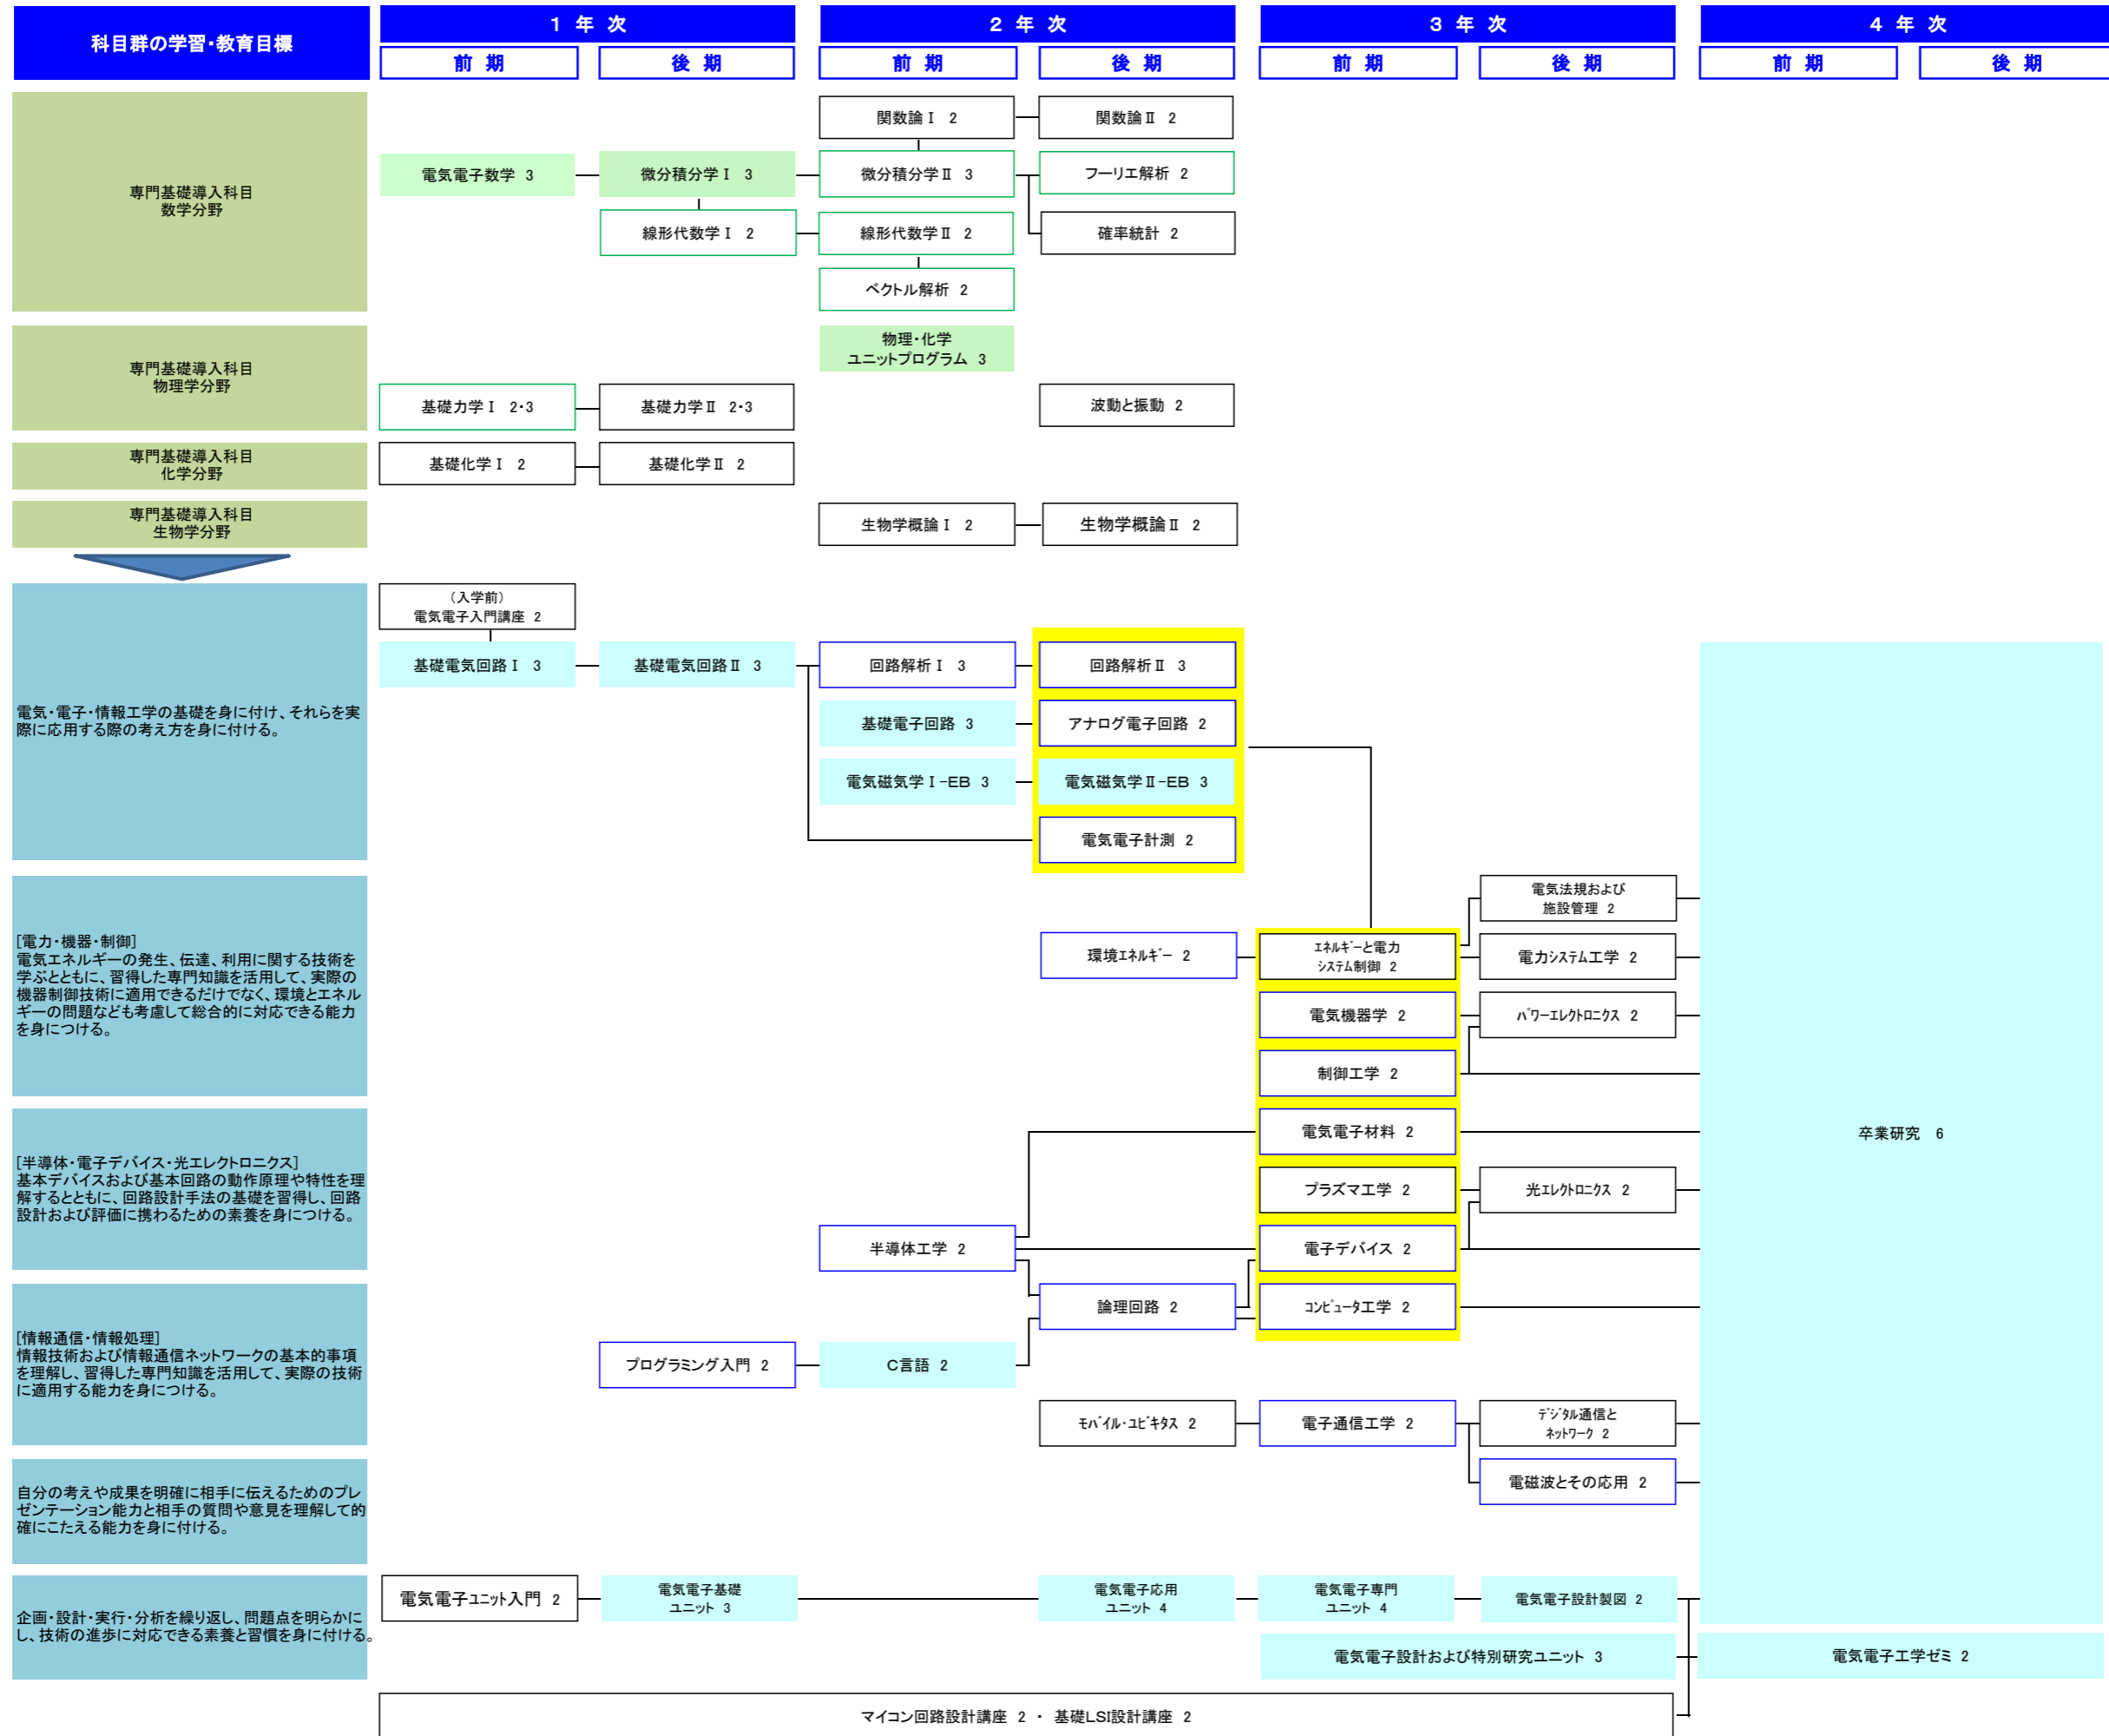 科目群の学習・教育目標
1 年 次
2 年 次
3 年 次
4 年 次
前 期
後 期
前 期
後 期
前 期
後 期
前 期
後 期
専門基礎導入科目
数学分野
関数論Ⅰ 2
関数論Ⅱ 2
電気電子数学 3
微分積分学Ⅰ 3
微分積分学Ⅱ 3
フーリエ解析 2
線形代数学Ⅰ 2
線形代数学Ⅱ 2
確率統計 2
ベクトル解析 2
専門基礎導入科目
物理学分野
物理・化学
ユニットプログラム 3
基礎力学Ⅰ 2・3
基礎力学Ⅱ 2・3
波動と振動 2
専門基礎導入科目
化学分野
基礎化学Ⅰ 2
基礎化学Ⅱ 2
専門基礎導入科目
生物学分野
生物学概論Ⅰ 2
生物学概論Ⅱ 2
電気・電子・情報工学の基礎を身に付け、それらを実
際に応用する際の考え方を身に付ける。
(入学前)
電気電子入門講座 2
基礎電気回路Ⅰ 3
基礎電気回路Ⅱ 3
回路解析Ⅰ 3
回路解析Ⅱ 3
基礎電子回路 3
アナログ電子回路 2
電気磁気学Ⅰ-EB 3
電気磁気学Ⅱ-EB 3
電気電子計測 2
[電力・機器・制御]
電気エネルギーの発生、伝達、利用に関する技術を
学ぶとともに、習得した専門知識を活用して、実際の
機器制御技術に適用できるだけでなく、環境とエネル
ギーの問題なども考慮して総合的に対応できる能力
を身につける。
電気法規および
施設管理 2
環境ｴﾈﾙｷﾞｰ 2
ｴﾈﾙｷﾞｰと電力
ｼｽﾃﾑ制御 2
電力ｼｽﾃﾑ工学 2
電気機器学 2
ﾊﾟﾜｰｴﾚｸﾄﾛﾆｸｽ 2
制御工学 2
[半導体・電子デバイス・光エレクトロニクス]
基本デバイスおよび基本回路の動作原理や特性を理
解するとともに、回路設計手法の基礎を習得し、回路
設計および評価に携わるための素養を身につける。
電気電子材料 2
卒業研究 6
プラズマ工学 2
光ｴﾚｸﾄﾛﾆｸｽ 2
半導体工学 2
電子デバイス 2
[情報通信・情報処理]
情報技術および情報通信ネットワークの基本的事項
を理解し、習得した専門知識を活用して、実際の技術
に適用する能力を身につける。
論理回路 2
ｺﾝﾋﾟｭｰﾀ工学 2
プログラミング入門 2
C言語 2
ﾓﾊﾞｲﾙ・ﾕﾋﾞｷﾀｽ 2
電子通信工学 2
ﾃﾞｼﾞﾀﾙ通信と
ﾈｯﾄﾜｰｸ 2
電磁波とその応用 2
自分の考えや成果を明確に相手に伝えるためのプレ
ゼンテーション能力と相手の質問や意見を理解して的
確にこたえる能力を身に付ける。
企画・設計・実行・分析を繰り返し、問題点を明らかに
し、技術の進歩に対応できる素養と習慣を身に付ける。
電気電子ﾕﾆｯﾄ入門 2
電気電子基礎
ユニット 3
電気電子応用
ユニット 4
電気電子専門
ユニット 4
電気電子設計製図 2
電気電子設計および特別研究ユニット 3
電気電子工学ゼミ 2
マイコン回路設計講座 2 ・ 基礎LSI設計講座 2